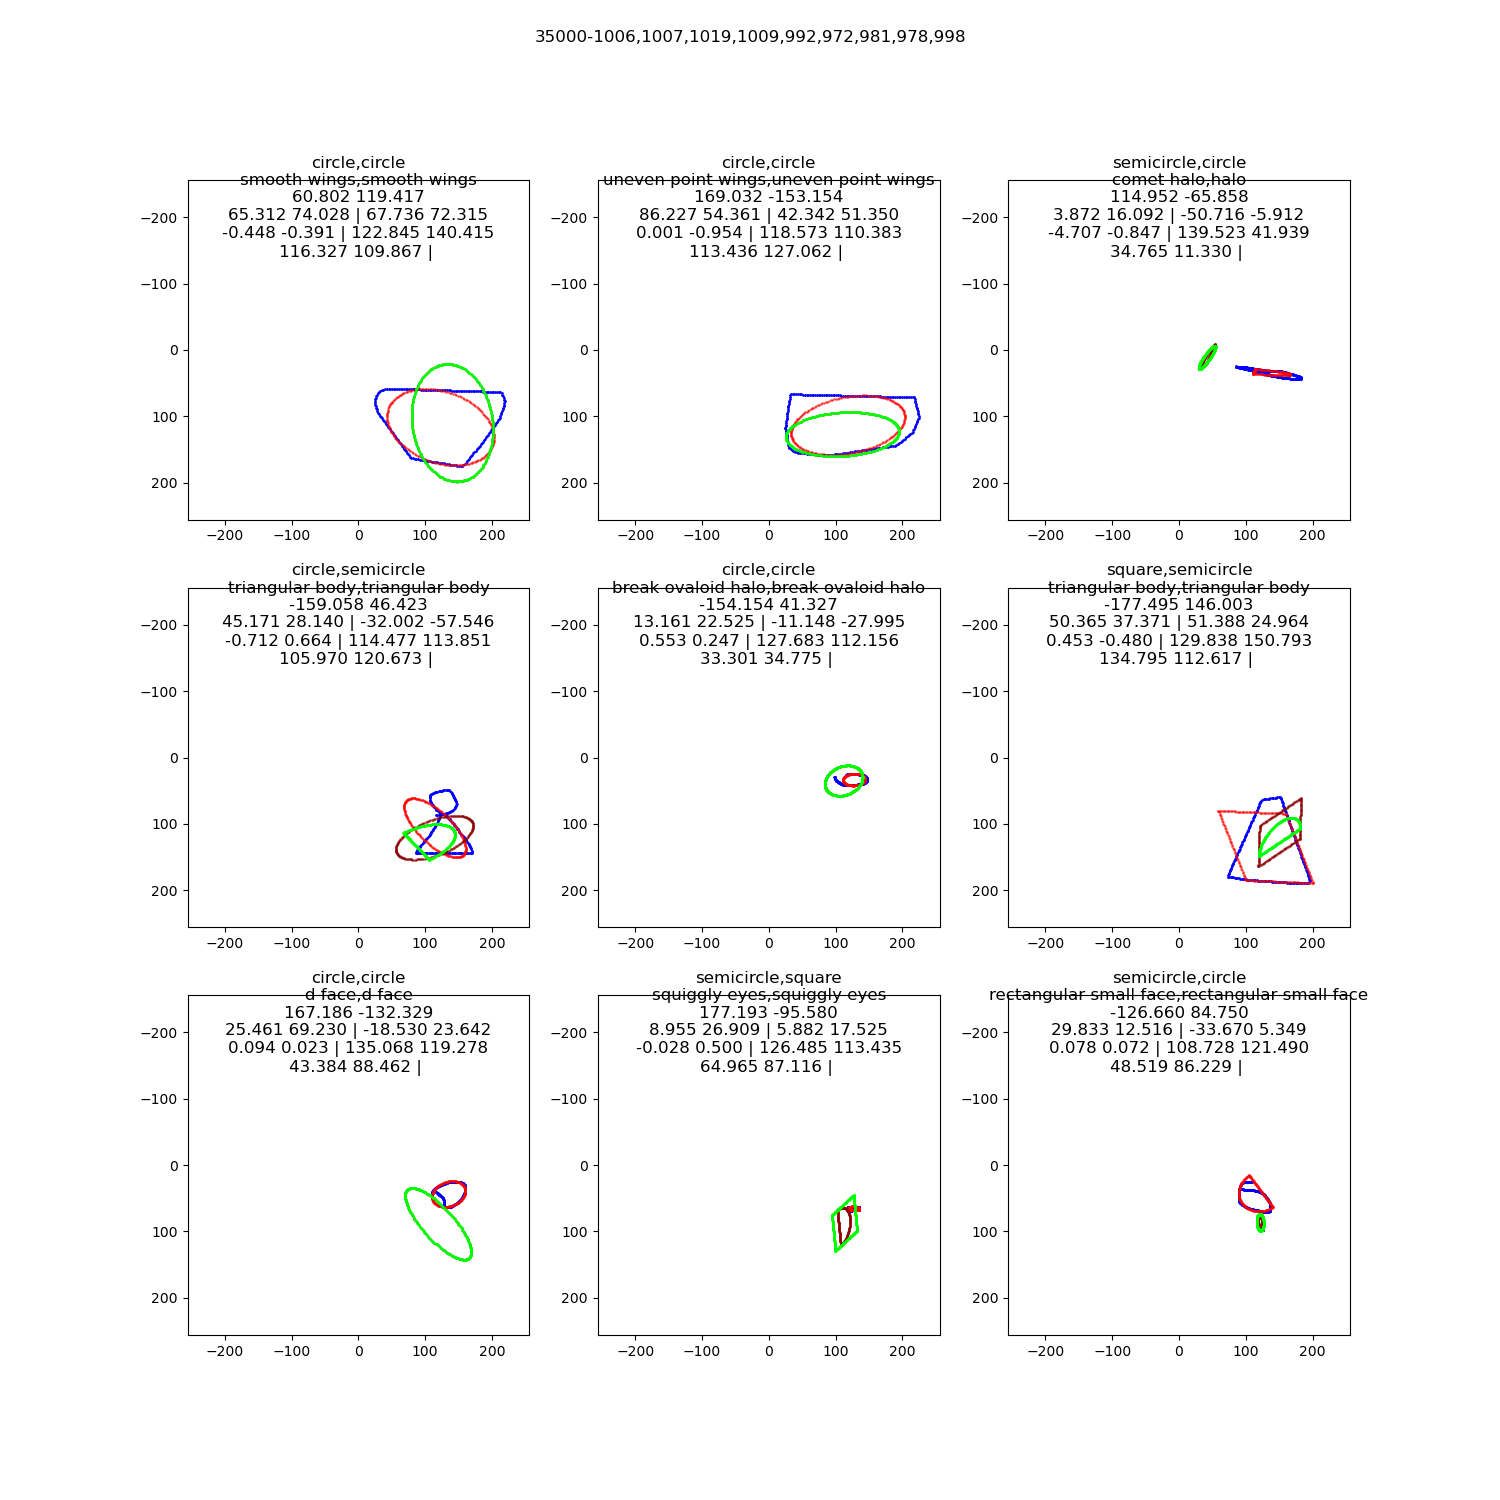 35000-1006,1007,1019,1009,992,972,981,978,998
circle,circle
smooth wings,smooth wings
60.802 119.417
65.312 74.028 | 67.736 72.315
-0.448 -0.391 | 122.845 140.415
116.327 109.867 |
−200
−100
0
100
200
−200 −100 0 100 200
circle,circle
uneven point wings,uneven point wings
169.032 -153.154
86.227 54.361 | 42.342 51.350
0.001 -0.954 | 118.573 110.383
113.436 127.062 |
−200
−100
0
100
200
−200 −100 0 100 200
semicircle,circle
comet halo,halo
114.952 -65.858
3.872 16.092 | -50.716 -5.912
-4.707 -0.847 | 139.523 41.939
34.765 11.330 |
−200
−100
0
100
200
−200 −100 0 100 200
circle,semicircle
triangular body,triangular body
-159.058 46.423
45.171 28.140 | -32.002 -57.546
-0.712 0.664 | 114.477 113.851
105.970 120.673 |
−200
−100
0
100
200
−200 −100 0 100 200
circle,circle
break ovaloid halo,break ovaloid halo
-154.154 41.327
13.161 22.525 | -11.148 -27.995
0.553 0.247 | 127.683 112.156
33.301 34.775 |
−200
−100
0
100
200
−200 −100 0 100 200
square,semicircle
triangular body,triangular body
-177.495 146.003
50.365 37.371 | 51.388 24.964
0.453 -0.480 | 129.838 150.793
134.795 112.617 |
−200
−100
0
100
200
−200 −100 0 100 200
circle,circle
d face,d face
167.186 -132.329
25.461 69.230 | -18.530 23.642
0.094 0.023 | 135.068 119.278
43.384 88.462 |
−200
−100
0
100
200
−200 −100 0 100 200
semicircle,square
squiggly eyes,squiggly eyes
177.193 -95.580
8.955 26.909 | 5.882 17.525
-0.028 0.500 | 126.485 113.435
64.965 87.116 |
−200
−100
0
100
200
−200 −100 0 100 200
semicircle,circle
rectangular small face,rectangular small face
-126.660 84.750
29.833 12.516 | -33.670 5.349
0.078 0.072 | 108.728 121.490
48.519 86.229 |
−200
−100
0
100
200
−200 −100 0 100 200